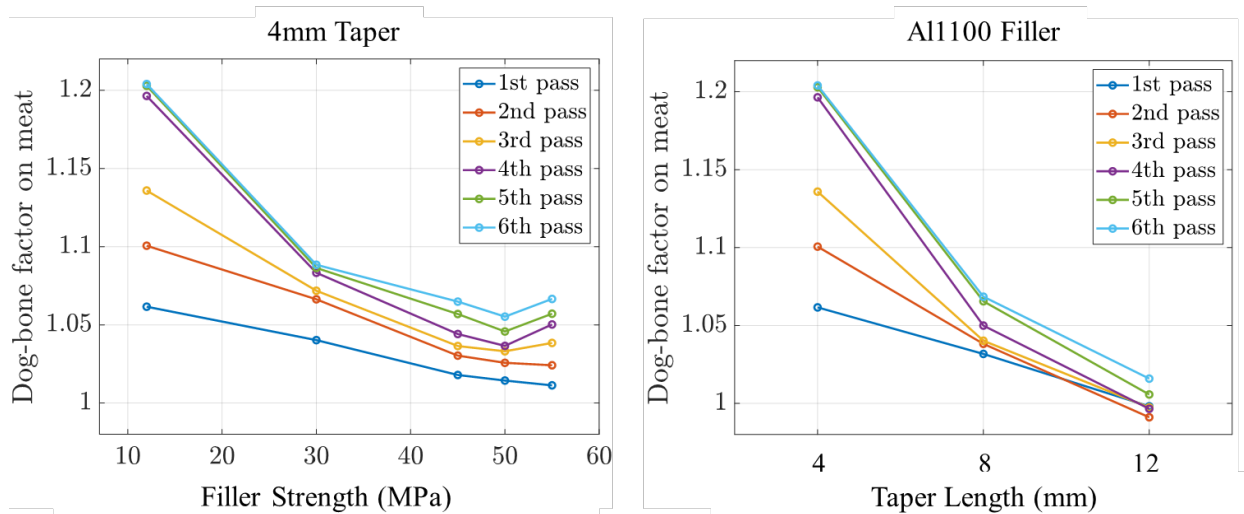 4mm Taper
Dog-bone factor on meat
1.2
1.15
1.1
1.05
1
10
20
30
40
50
60
Filler Strength (MPa)
1st pass
2nd pass
3rd pass
4th pass
5th pass
6th pass
Al1100 Filler
Dog-bone factor on meat
1.2
1.15
1.1
1.05
1
4
8
12
Taper Length (mm)
1st pass
2nd pass
3rd pass
4th pass
5th pass
6th pass